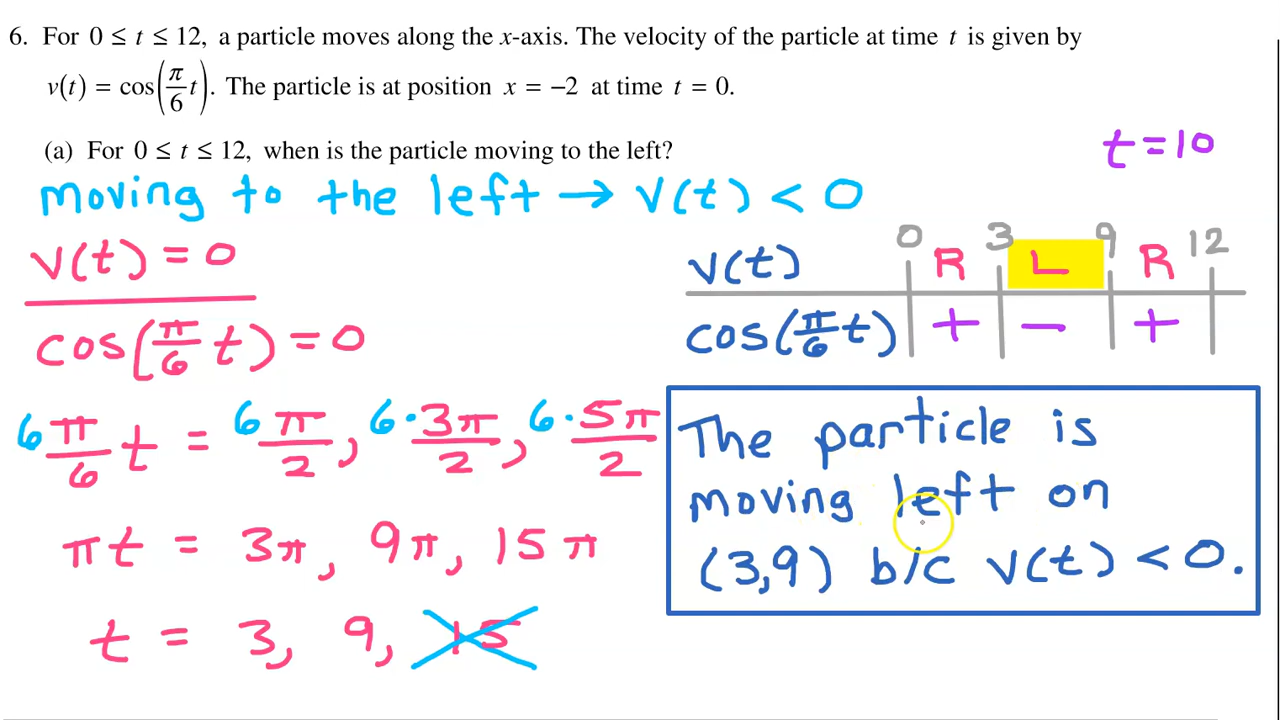 6. For 0 ≤ t ≤ 12, a particle moves along the x-axis. The velocity of the particle at time t is given by
v(t) = cos(π/6 t). The particle is at position x = −2 at time t = 0.
(a) For 0 ≤ t ≤ 12, when is the particle moving to the left?
t = 10
moving to the left → v(t) < 0
v(t) = 0
cos(π/6 t) = 0
6 π/6 t = 6 π/2, 6 · 3π/2, 6 · 5π/2
πt = 3π, 9π, 15π
t = 3, 9, 15
0 3 9 12
v(t) R L R
cos(π/6 t) + − +
The particle is
moving left on
(3,9) b/c v(t) < 0.